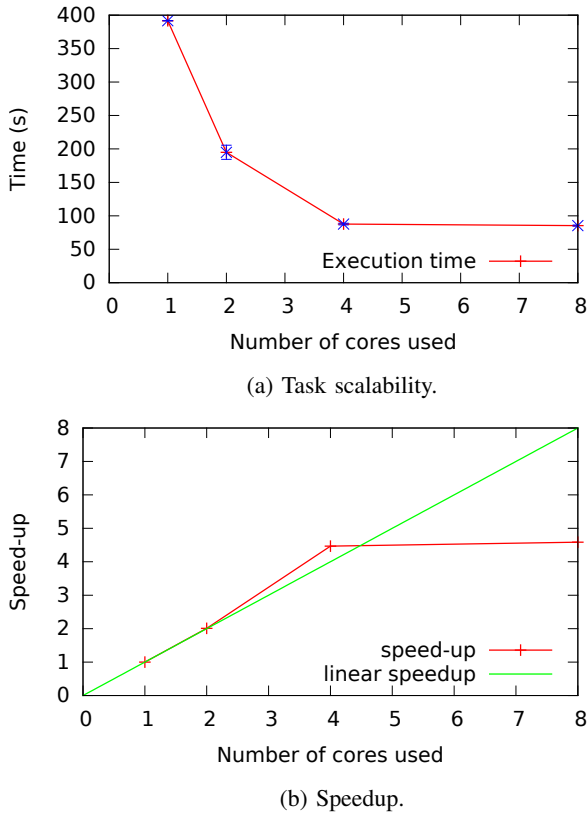 400
350
300
250
200
150
100
50
0
Time (s)
Execution time
0 1 2 3 4 5 6 7 8
Number of cores used
(a) Task scalability.
8
7
6
5
4
3
2
1
0
Speed-up
speed-up
linear speedup
0 1 2 3 4 5 6 7 8
Number of cores used
(b) Speedup.